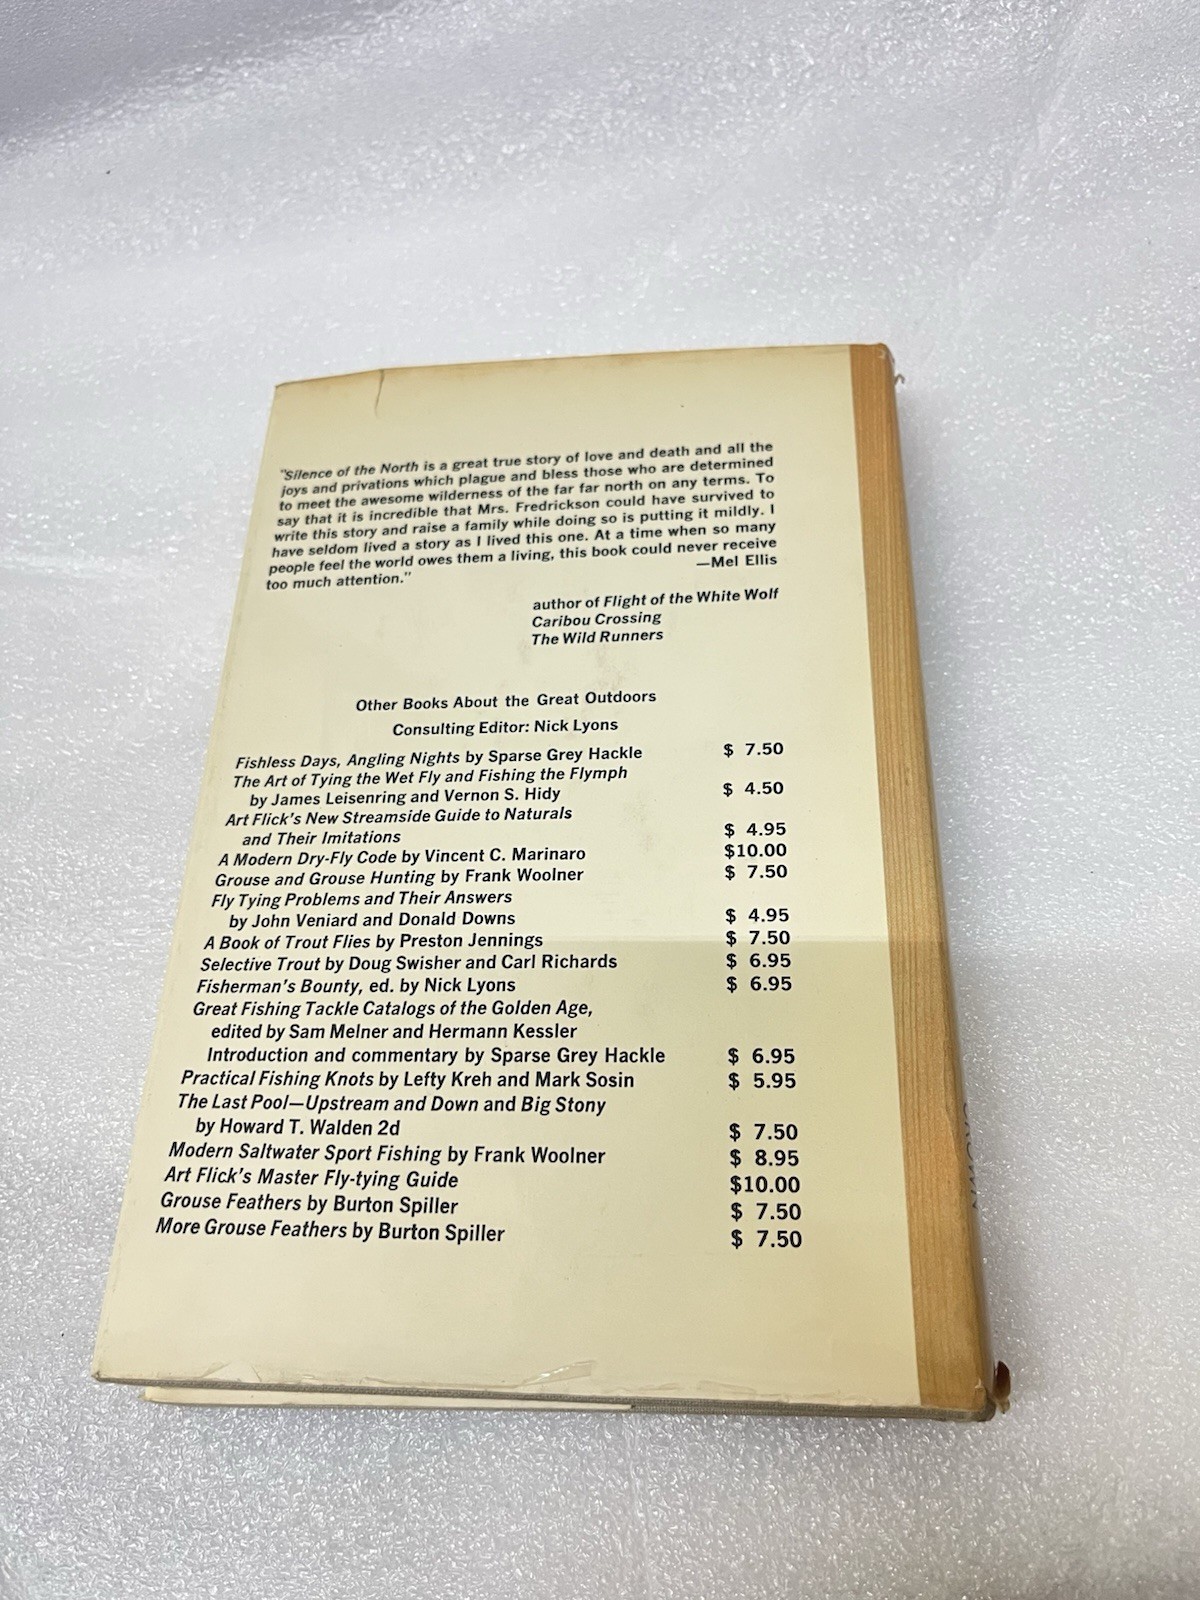 "Silence of the North is a great true story of love and death and all the
joys and privations which plague and bless those who are determined
to meet the awesome wilderness of the far far north on any terms. To
say that it is incredible that Mrs. Fredrickson could have survived to
write this story and raise a family while doing so is putting it mildly. I
have seldom lived a story as I lived this one. At a time when so many
people feel the world owes them a living, this book could never receive
too much attention."
—Mel Ellis
author of Flight of the White Wolf
Caribou Crossing
The Wild Runners
Other Books About the Great Outdoors
Consulting Editor: Nick Lyons
Fishless Days, Angling Nights by Sparse Grey Hackle $ 7.50
The Art of Tying the Wet Fly and Fishing the Flymph
by James Leisenring and Vernon S. Hidy $ 4.50
Art Flick's New Streamside Guide to Naturals
and Their Imitations $ 4.95
A Modern Dry-Fly Code by Vincent C. Marinaro $10.00
Grouse and Grouse Hunting by Frank Woolner $ 7.50
Fly Tying Problems and Their Answers
by John Veniard and Donald Downs $ 4.95
A Book of Trout Flies by Preston Jennings $ 7.50
Selective Trout by Doug Swisher and Carl Richards $ 6.95
Fisherman's Bounty, ed. by Nick Lyons $ 6.95
Great Fishing Tackle Catalogs of the Golden Age,
edited by Sam Melner and Hermann Kessler
Introduction and commentary by Sparse Grey Hackle $ 6.95
Practical Fishing Knots by Lefty Kreh and Mark Sosin $ 5.95
The Last Pool—Upstream and Down and Big Stony
by Howard T. Walden 2d $ 7.50
Modern Saltwater Sport Fishing by Frank Woolner $ 8.95
Art Flick's Master Fly-tying Guide $10.00
Grouse Feathers by Burton Spiller $ 7.50
More Grouse Feathers by Burton Spiller $ 7.50